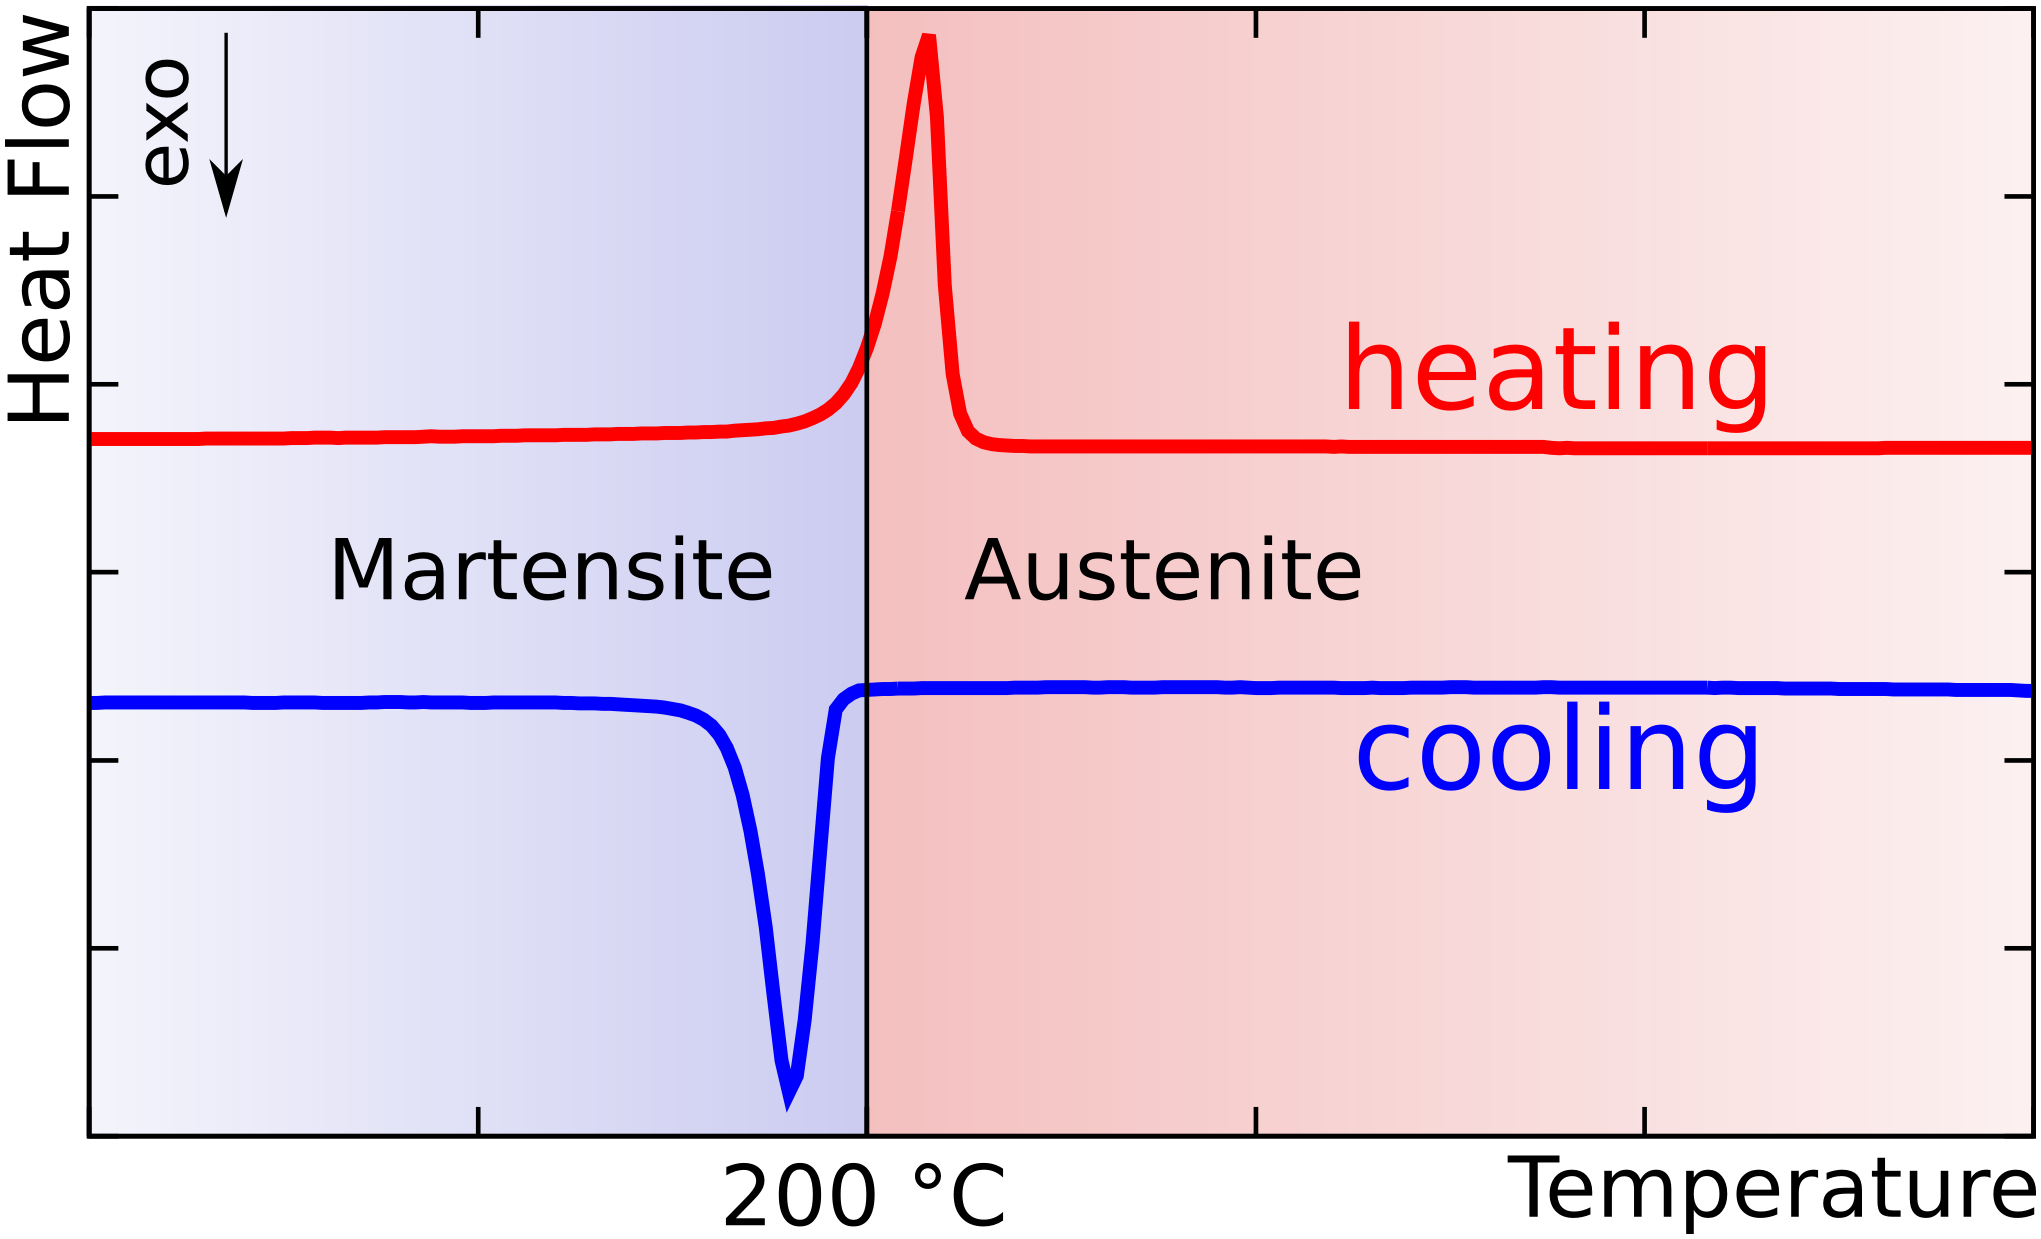 Heat Flow
exo
heating
Martensite
Austenite
cooling
200 °C
Temperature